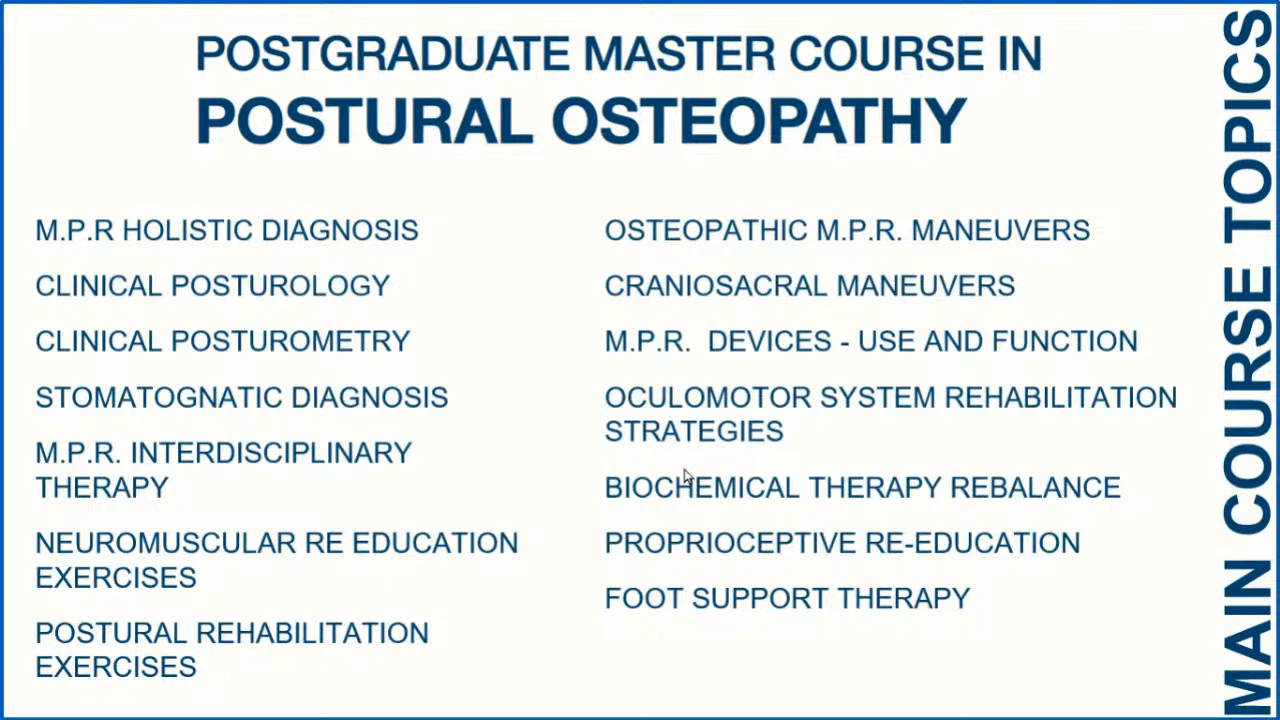 POSTGRADUATE MASTER COURSE IN
POSTURAL OSTEOPATHY
M.P.R HOLISTIC DIAGNOSIS
CLINICAL POSTUROLOGY
CLINICAL POSTUROMETRY
STOMATOGNATIC DIAGNOSIS
M.P.R. INTERDISCIPLINARY
THERAPY
NEUROMUSCULAR RE EDUCATION
EXERCISES
POSTURAL REHABILITATION
EXERCISES
OSTEOPATHIC M.P.R. MANEUVERS
CRANIOSACRAL MANEUVERS
M.P.R.  DEVICES - USE AND FUNCTION
OCULOMOTOR SYSTEM REHABILITATION
STRATEGIES
BIOCHEMICAL THERAPY REBALANCE
PROPRIOCEPTIVE RE-EDUCATION
FOOT SUPPORT THERAPY
MAIN COURSE TOPICS